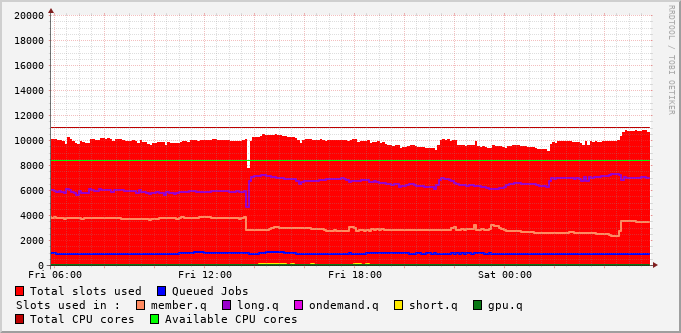 RRDTOOL / TOBI OETIKER
20000
18000
16000
14000
12000
10000
8000
6000
4000
2000
0
Fri 06:00 Fri 12:00 Fri 18:00 Sat 00:00
Total slots used Queued Jobs
Slots used in : member.q long.q ondemand.q short.q gpu.q
Total CPU cores Available CPU cores